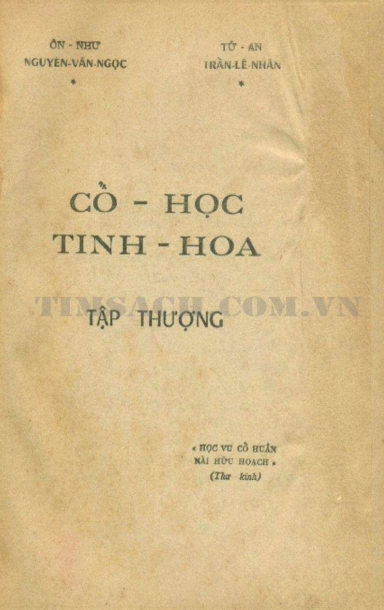 ÔN - NHƯ
NGUYỄN-VĂN-NGỌC
*
TỬ - AN
TRẦN-LÊ-NHÂN
*
CỔ - HỌC
TINH - HOA
TIMSACH.COM.VN
TẬP THƯỢNG
« HỌC VU CỔ HUẤN
NÃI HỮU HOẠCH »
(Thư kinh)